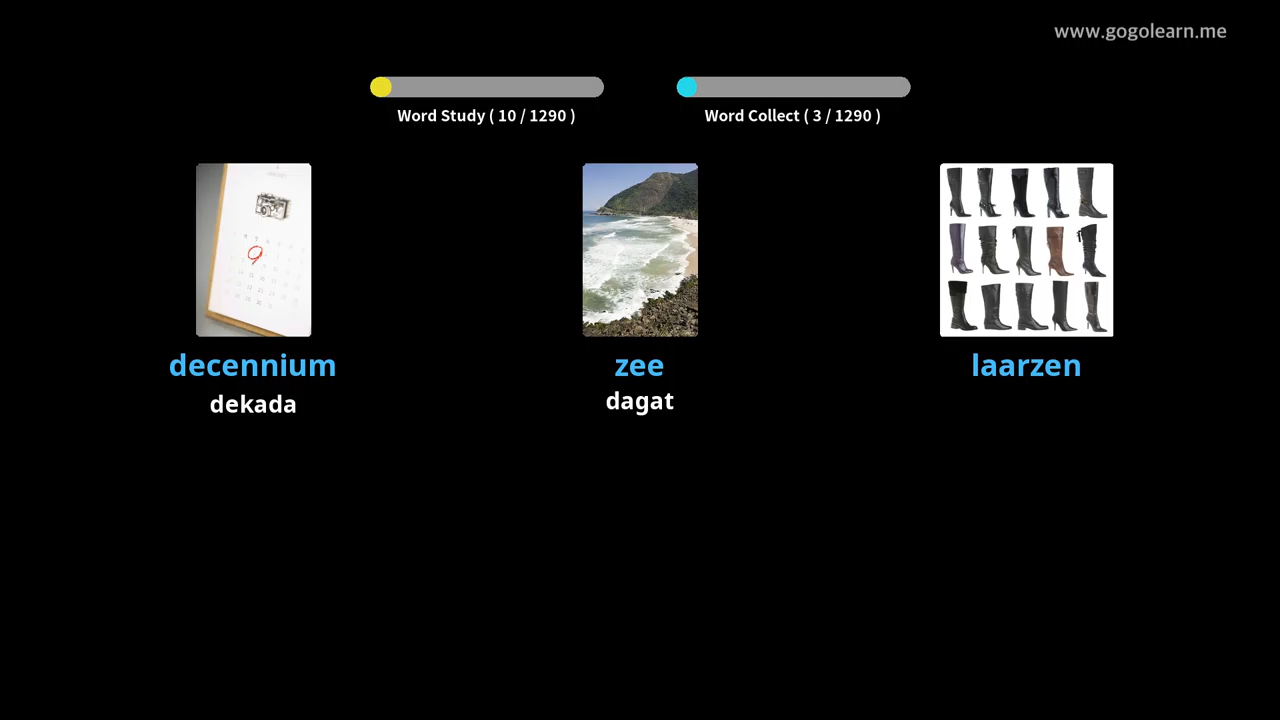 www.gogolearn.me
Word Study ( 10 / 1290 )
Word Collect ( 3 / 1290 )
decennium
dekada
zee
dagat
laarzen